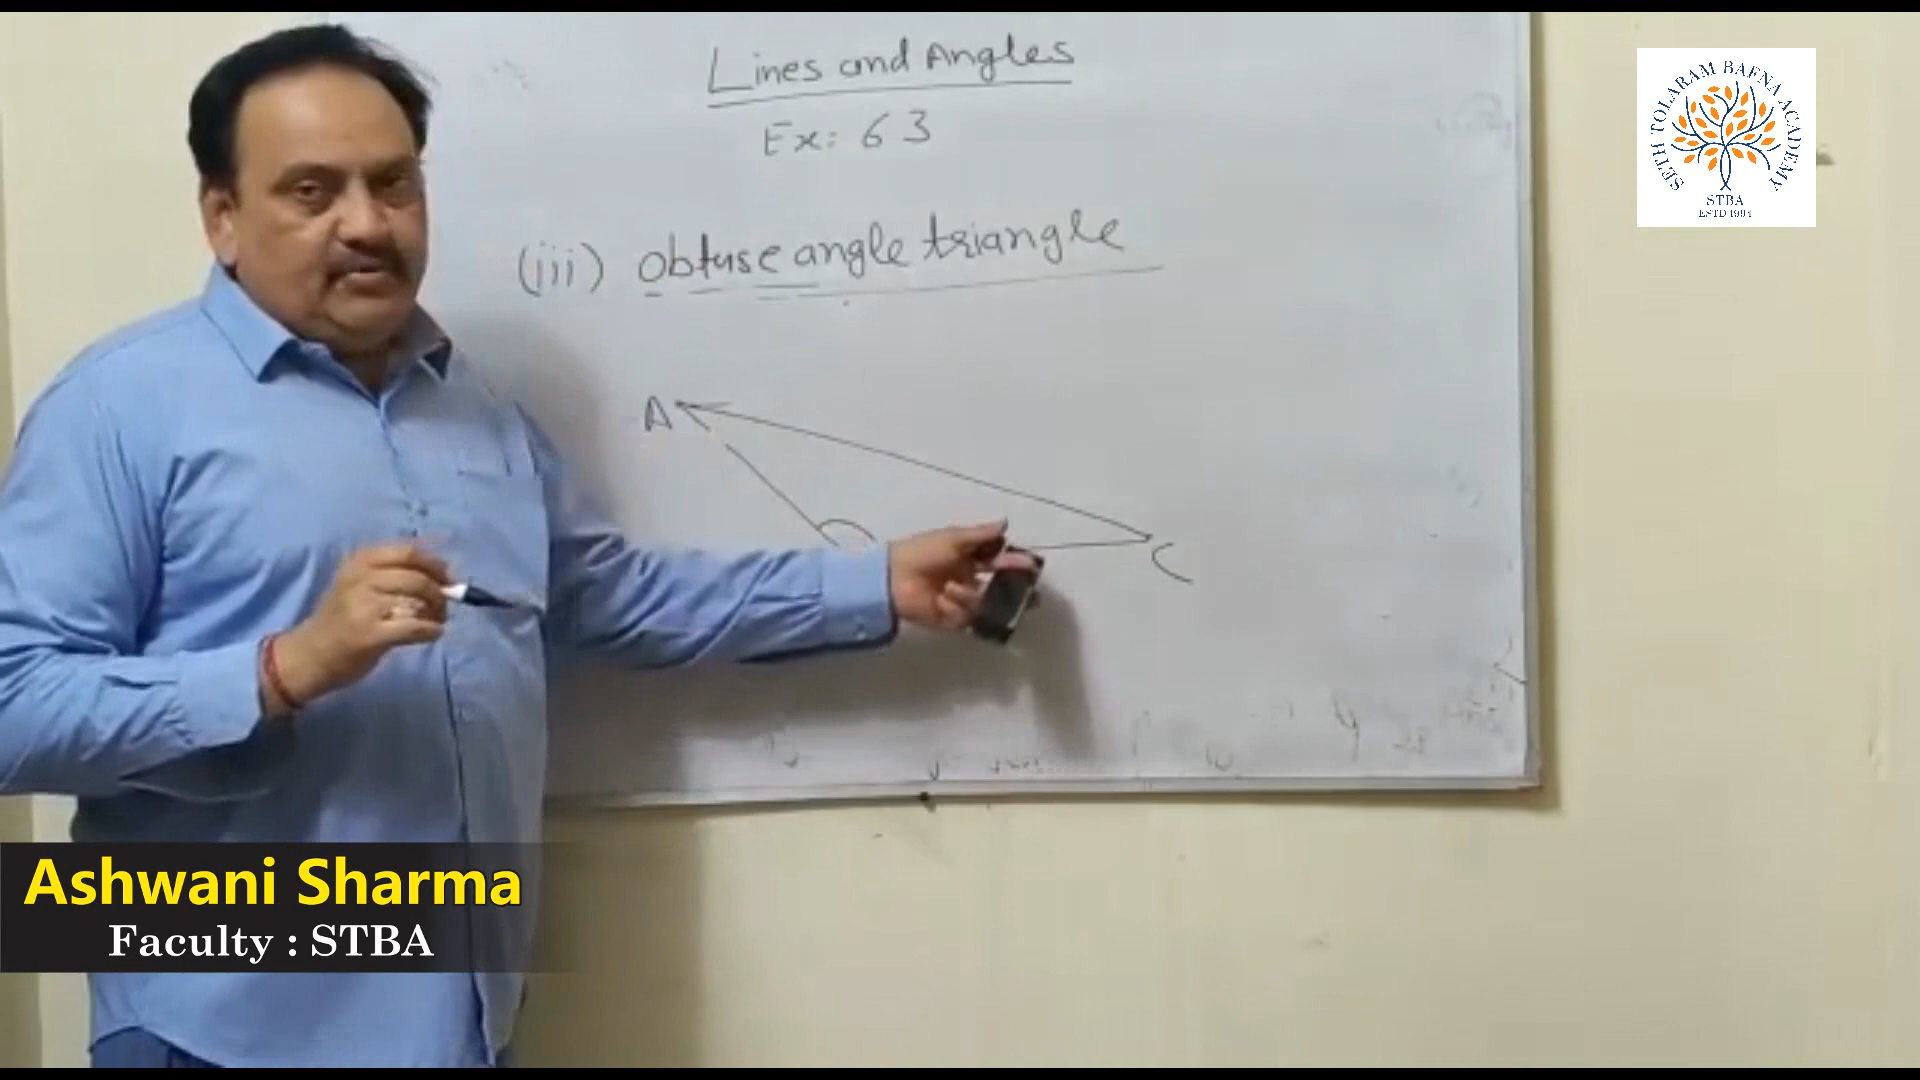 Lines and Angles
Ex: 6 3
(iii) obtuse angle triangle
A
C
SETH TOLARAM BAFNA ACADEMY
STBA
ESTD 1994
Ashwani Sharma
Faculty : STBA